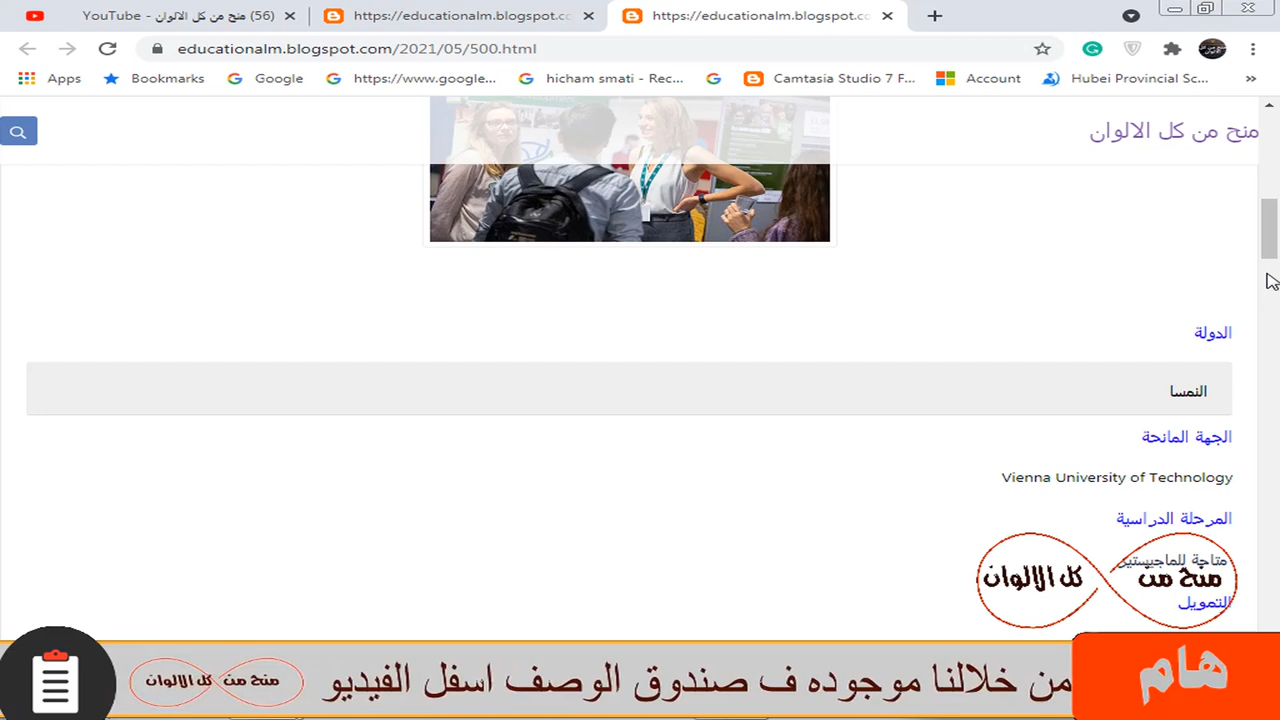 YouTube - منح من كل الالوان (56)
https://educationalm.blogspot.cc
https://educationalm.blogspot.co
educationalm.blogspot.com/2021/05/500.html
Apps
Bookmarks
Google
https://www.google...
hicham smati - Rec...
Camtasia Studio 7 F...
Account
Hubei Provincial Sc...
منح من كل الالوان
الدولة
النمسا
الجهة المانحة
Vienna University of Technology
المرحلة الدراسية
متاحة للماجيستير
منح من كل الالوان
التمويل
هام
من خلالنا موجوده ف صندوق الوصف اسفل الفيديو
منح من كل الالوان